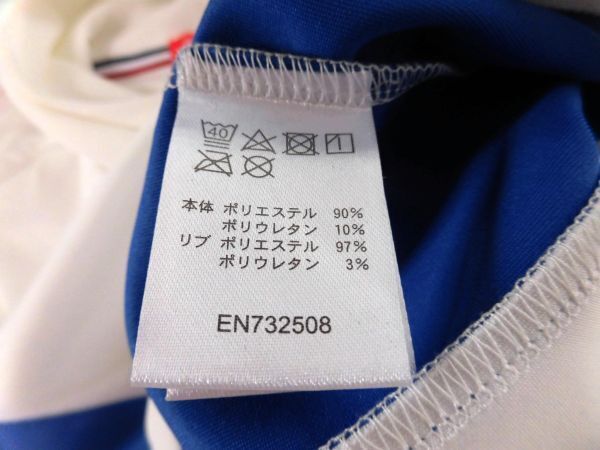 40
本体 ポリエステル 90%
ポリウレタン 10%
リブ ポリエステル 97%
ポリウレタン 3%
EN732508